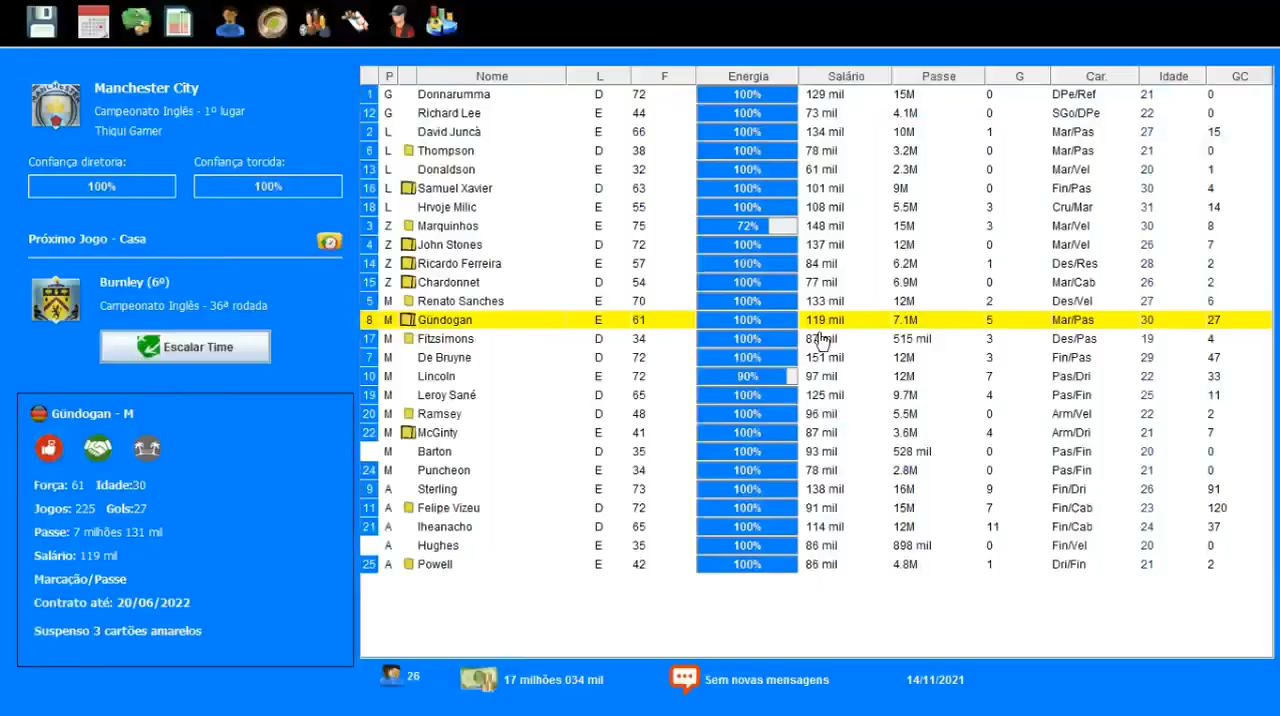 Manchester City
Campeonato Inglês - 1º lugar
Thiqui Gamer
Confiança diretoria: Confiança torcida:
100% 100%
Próximo Jogo - Casa
Burnley (6º)
Campeonato Inglês - 36ª rodada
Escalar Time
Gündogan - M
Força: 61 Idade:30
Jogos: 225 Gols:27
Passe: 7 milhões 131 mil
Salário: 119 mil
Marcação/Passe
Contrato até: 20/06/2022
Suspenso 3 cartões amarelos
P Nome L F Energia Salário Passe G Car. Idade GC
1 G Donnarumma D 72 100% 129 mil 15M 0 DPe/Ref 21 0
12 G Richard Lee E 44 100% 73 mil 4.1M 0 SGo/DPe 22 0
2 L David Juncà E 66 100% 134 mil 10M 1 Mar/Pas 27 15
6 L Thompson D 38 100% 78 mil 3.2M 0 Mar/Pas 21 0
13 L Donaldson E 32 100% 61 mil 2.3M 0 Mar/Vel 20 1
16 L Samuel Xavier D 63 100% 101 mil 9M 0 Fin/Pas 30 4
18 L Hrvoje Milic E 55 100% 108 mil 5.5M 3 Cru/Mar 31 14
3 Z Marquinhos E 75 72% 148 mil 15M 3 Mar/Vel 30 8
4 Z John Stones D 72 100% 137 mil 12M 0 Mar/Vel 26 7
14 Z Ricardo Ferreira E 57 100% 84 mil 6.2M 1 Des/Res 28 2
15 Z Chardonnet D 54 100% 77 mil 6.9M 0 Mar/Cab 26 2
5 M Renato Sanches E 70 100% 133 mil 12M 2 Des/Vel 27 6
8 M Gündogan E 61 100% 119 mil 7.1M 5 Mar/Pas 30 27
17 M Fitzsimons D 34 100% mil 515 mil 3 Des/Pas 19 4
7 M De Bruyne D 72 100% 151 mil 12M 3 Fin/Pas 29 47
10 M Lincoln E 72 90% 97 mil 12M 7 Pas/Dri 22 33
19 M Leroy Sané D 65 100% 125 mil 9.7M 4 Pas/Fin 25 11
20 M Ramsey D 48 100% 96 mil 5.5M 0 Arm/Vel 22 2
22 M McGinty E 41 100% 87 mil 3.6M 4 Arm/Dri 21 7
M Barton D 35 100% 93 mil 528 mil 0 Pas/Fin 20 0
24 M Puncheon E 34 100% 78 mil 2.8M 0 Pas/Fin 21 0
9 A Sterling E 73 100% 138 mil 16M 9 Fin/Dri 26 91
11 A Felipe Vizeu D 72 100% 91 mil 15M 7 Fin/Cab 23 120
21 A Iheanacho D 65 100% 114 mil 12M 11 Fin/Cab 24 37
A Hughes E 35 100% 86 mil 898 mil 0 Fin/Vel 20 0
25 A Powell E 42 100% 86 mil 4.8M 1 Dri/Fin 21 2
26 17 milhões 034 mil Sem novas mensagens 14/11/2021